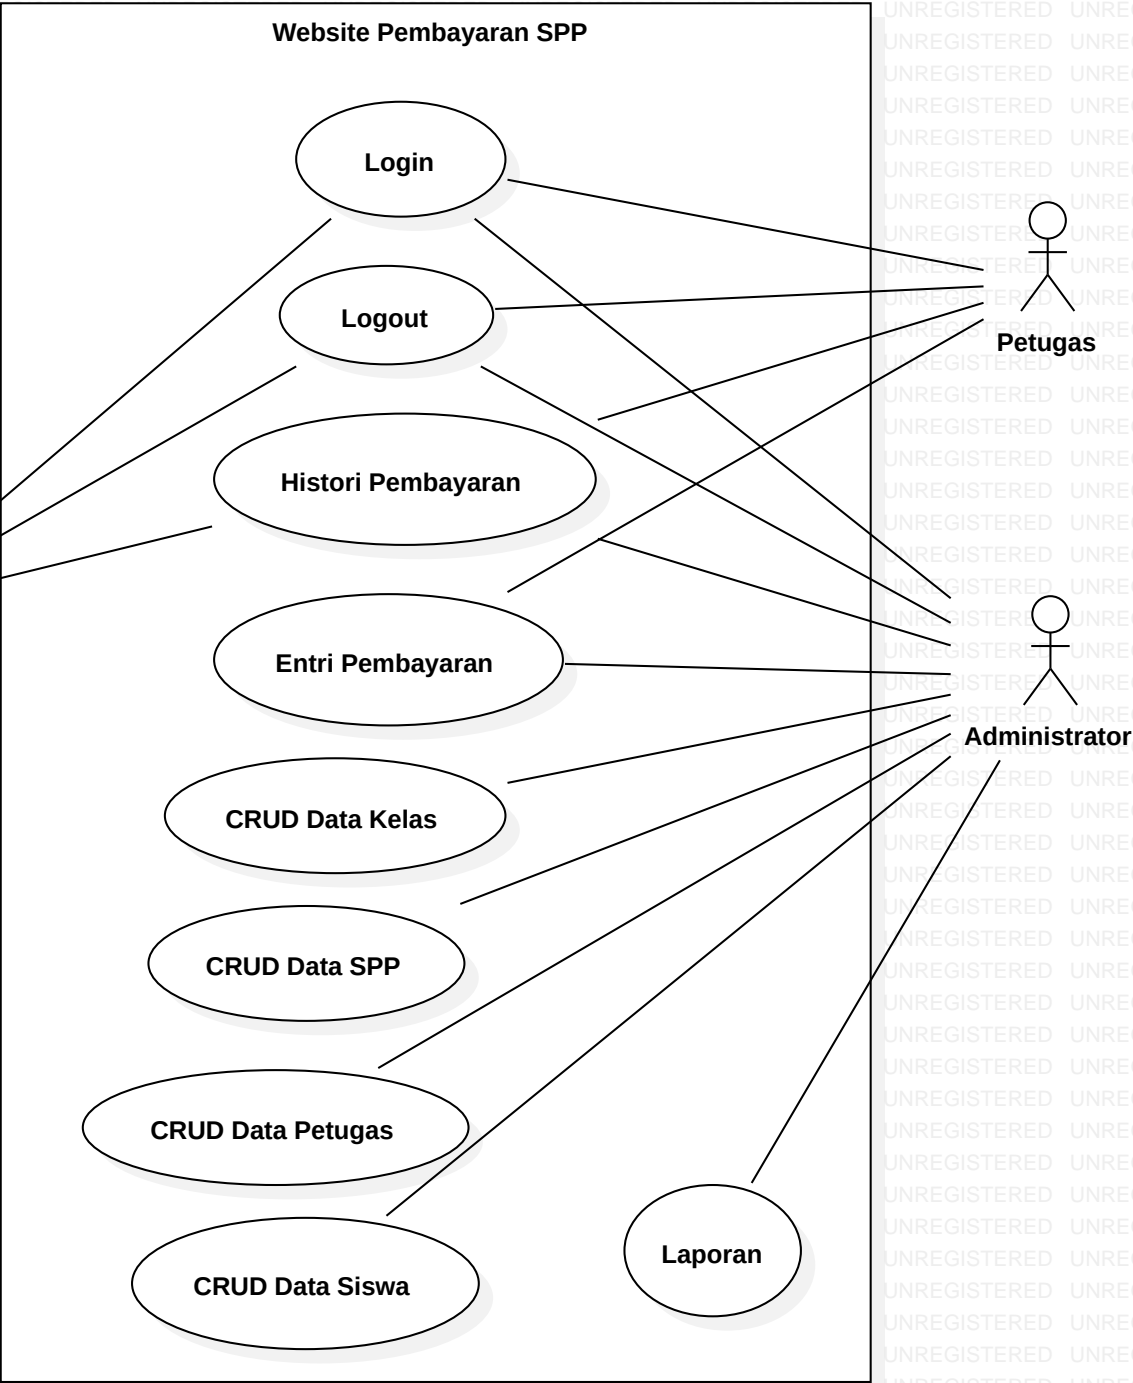 Website Pembayaran SPP
Login
Logout
Petugas
Histori Pembayaran
Entri Pembayaran
Administrator
CRUD Data Kelas
CRUD Data SPP
CRUD Data Petugas
Laporan
CRUD Data Siswa
UNREGISTERED